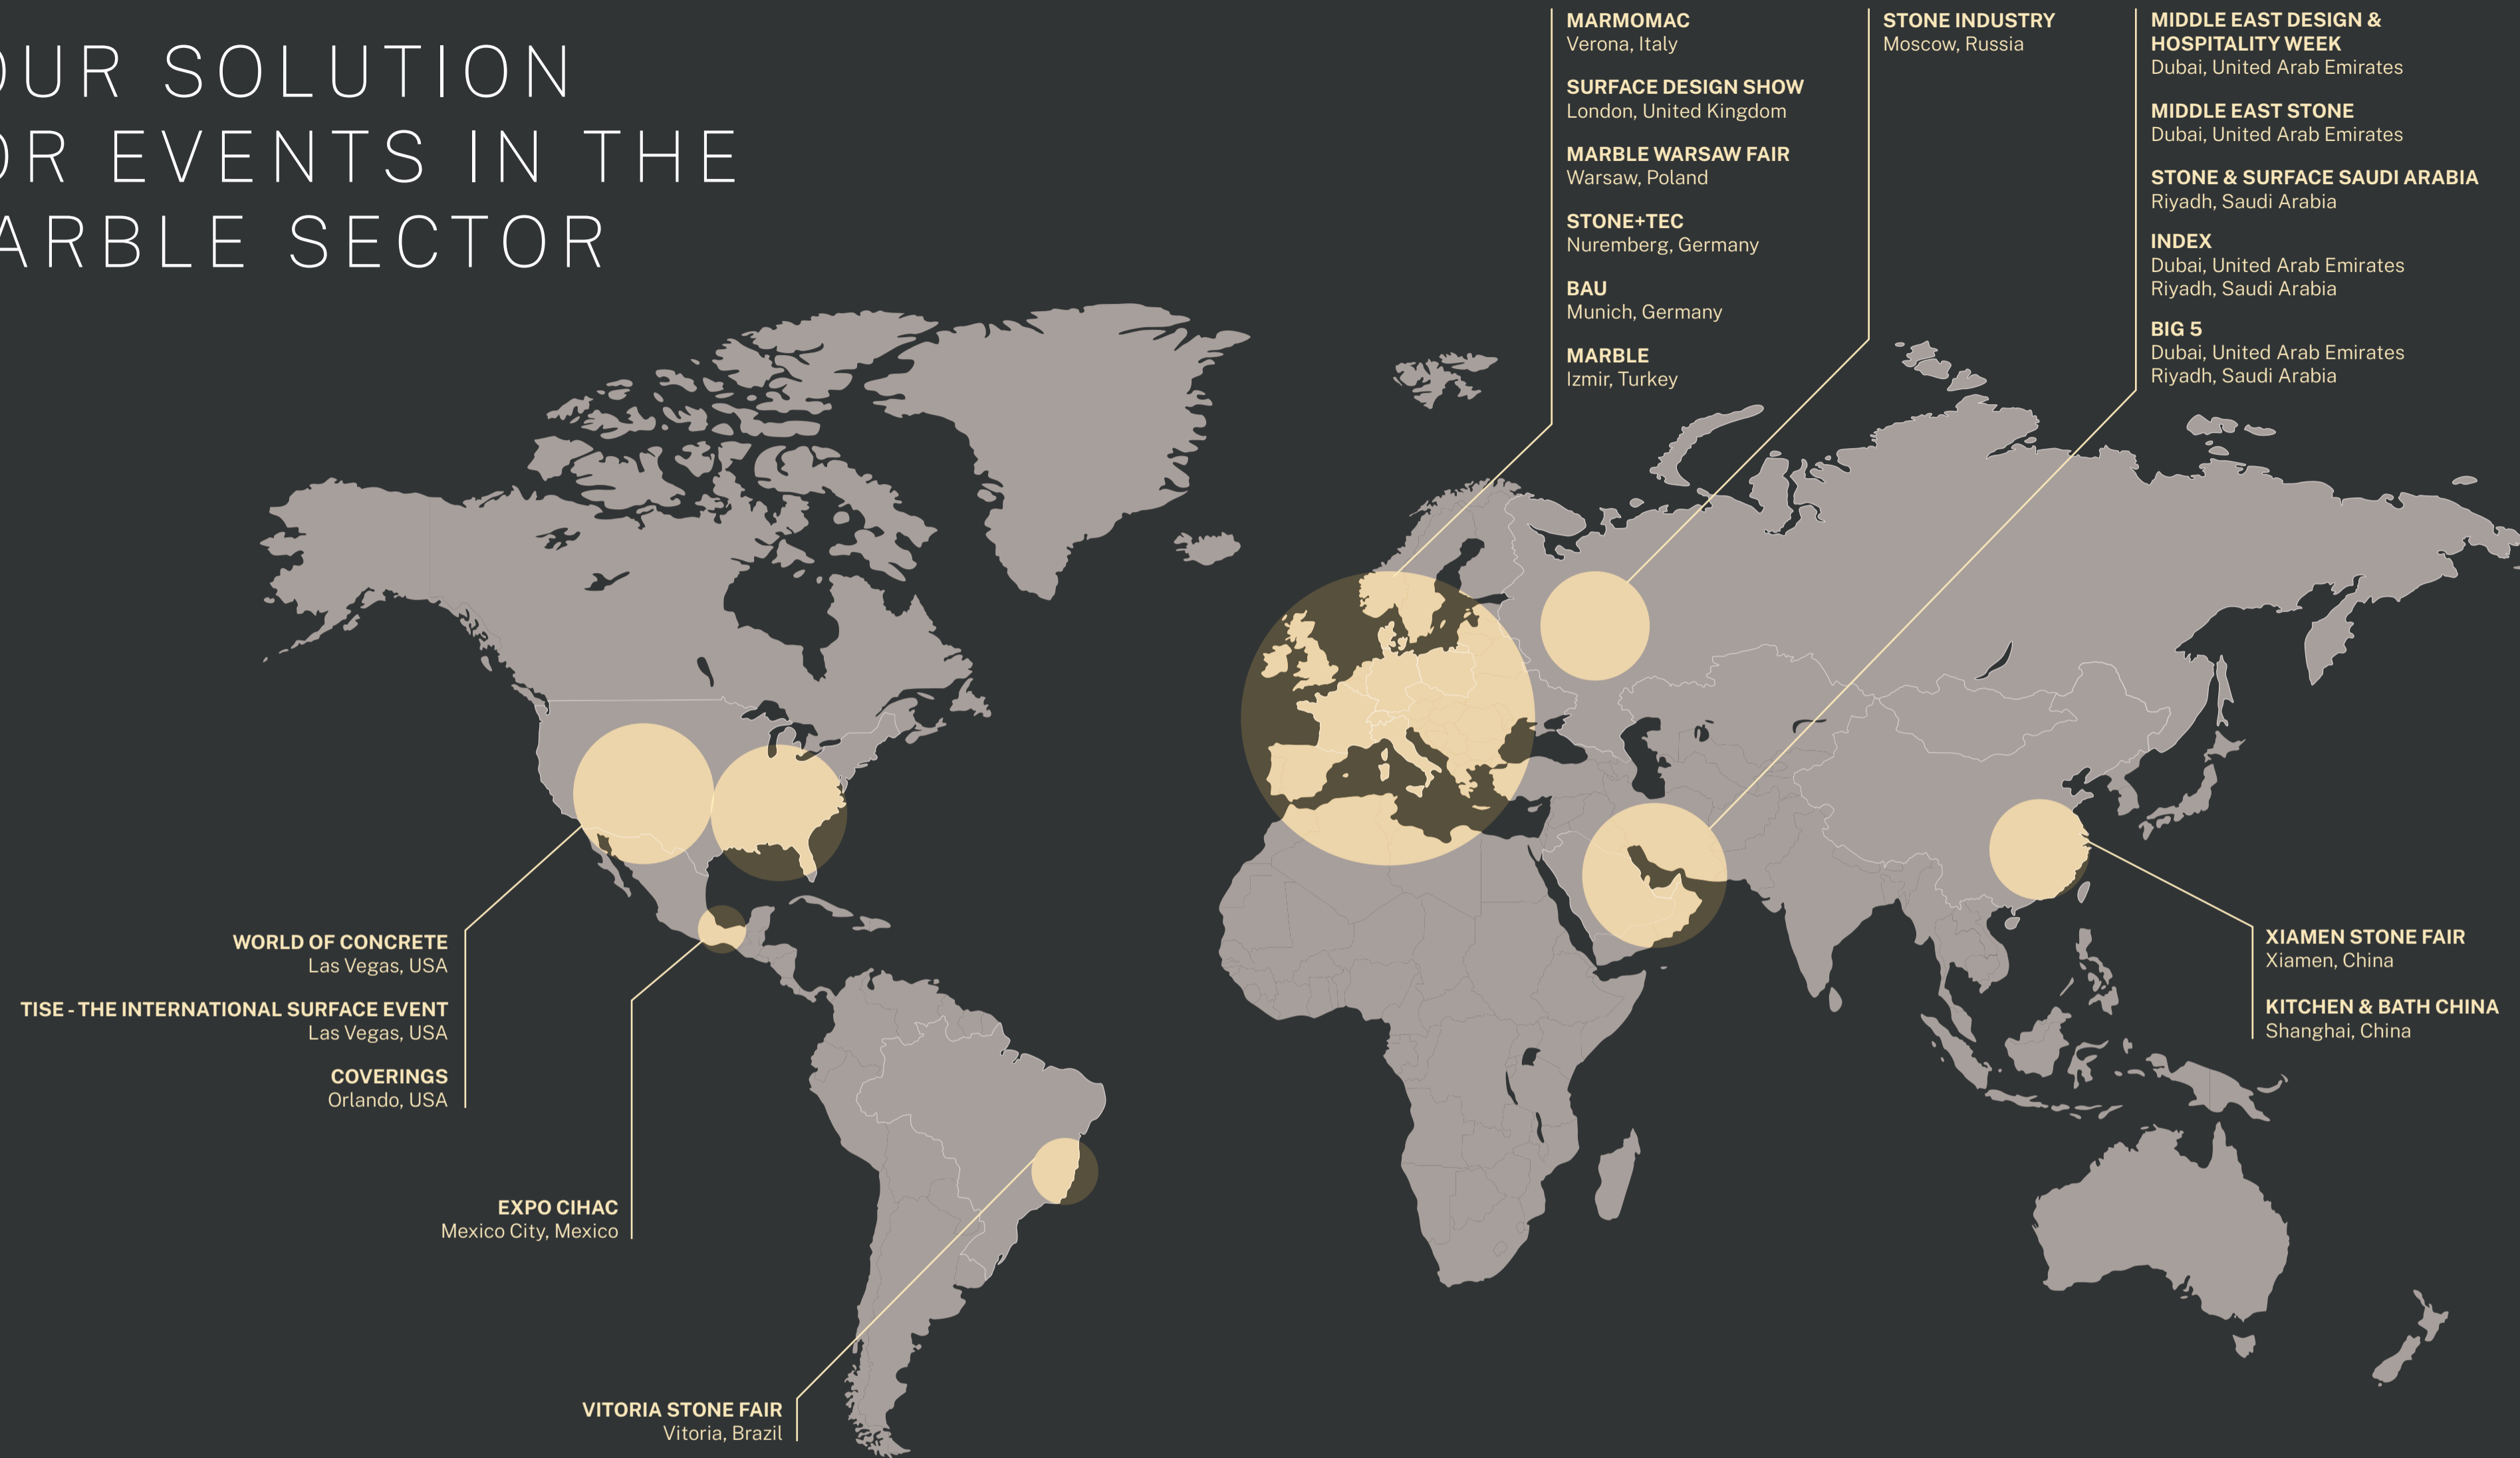 OUR SOLUTION
OR EVENTS IN THE
ARBLE SECTOR
MARMOMAC
Verona, Italy
SURFACE DESIGN SHOW
London, United Kingdom
MARBLE WARSAW FAIR
Warsaw, Poland
STONE+TEC
Nuremberg, Germany
BAU
Munich, Germany
MARBLE
Izmir, Turkey
STONE INDUSTRY
Moscow, Russia
MIDDLE EAST DESIGN &
HOSPITALITY WEEK
Dubai, United Arab Emirates
MIDDLE EAST STONE
Dubai, United Arab Emirates
STONE & SURFACE SAUDI ARABIA
Riyadh, Saudi Arabia
INDEX
Dubai, United Arab Emirates
Riyadh, Saudi Arabia
BIG 5
Dubai, United Arab Emirates
Riyadh, Saudi Arabia
WORLD OF CONCRETE
Las Vegas, USA
TISE - THE INTERNATIONAL SURFACE EVENT
Las Vegas, USA
COVERINGS
Orlando, USA
EXPO CIHAC
Mexico City, Mexico
VITORIA STONE FAIR
Vitoria, Brazil
XIAMEN STONE FAIR
Xiamen, China
KITCHEN & BATH CHINA
Shanghai, China